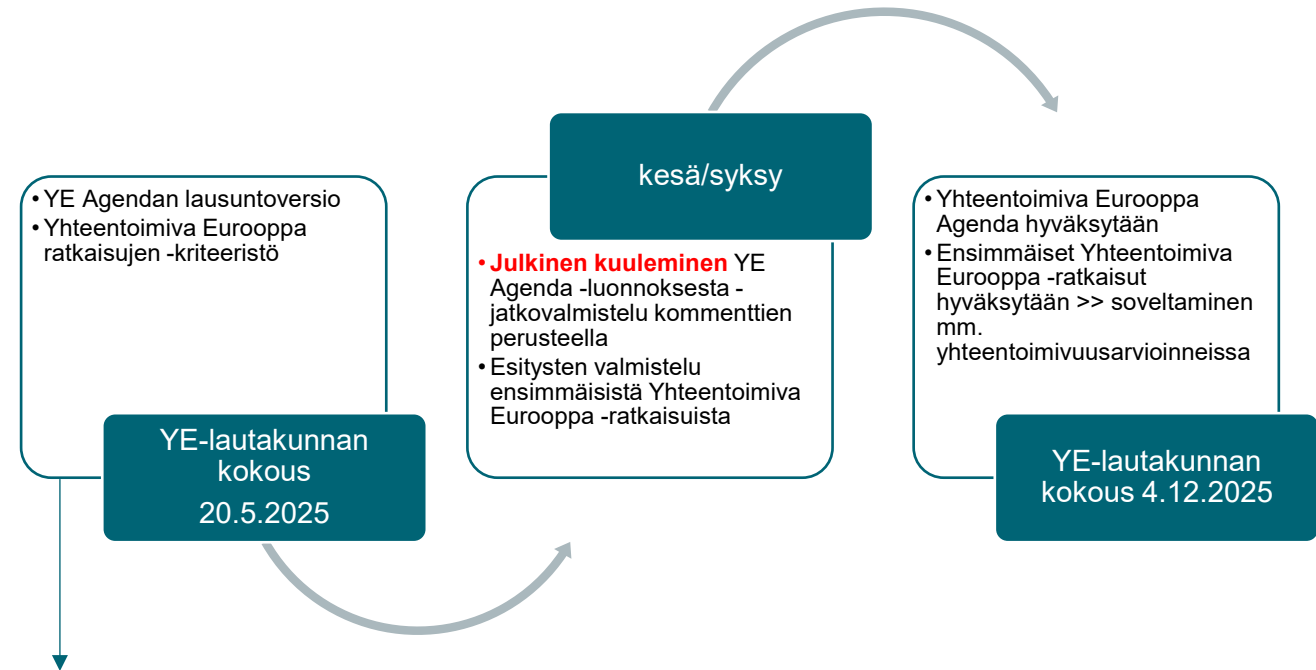 • YE Agendan lausuntoversio
• Yhteentoimiva Eurooppa
ratkaisujen -kriteeristö
YE-lautakunnan
kokous
20.5.2025
kesä/syksy
• Julkinen kuuleminen YE
Agenda -luonnoksesta -
jatkovalmistelu kommenttien
perusteella
• Esitysten valmistelu
ensimmäisistä Yhteentoimiva
Eurooppa -ratkaisuista
• Yhteentoimiva Eurooppa
Agenda hyväksytään
• Ensimmäiset Yhteentoimiva
Eurooppa -ratkaisut
hyväksytään >> soveltaminen
mm.
yhteentoimivuusarvioinneissa
YE-lautakunnan
kokous 4.12.2025